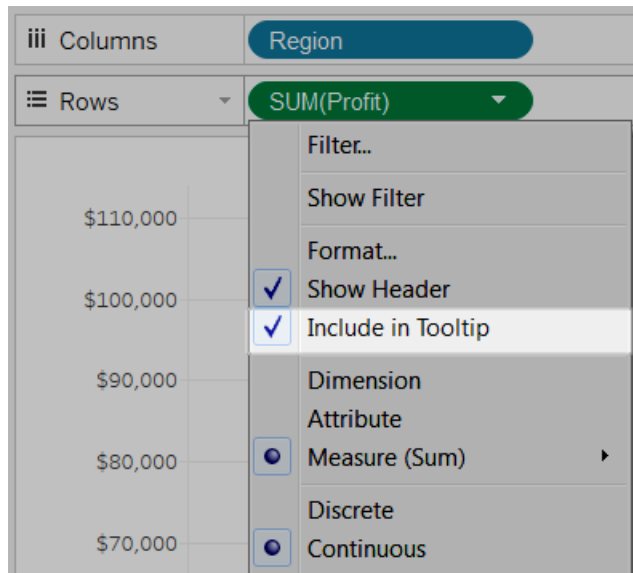 Columns
Region
Rows
SUM(Profit)
Filter...
Show Filter
$110,000
Format...
Show Header
$100,000
Include in Tooltip
$90,000
Dimension
Attribute
$80,000
Measure (Sum)
Discrete
$70,000
Continuous